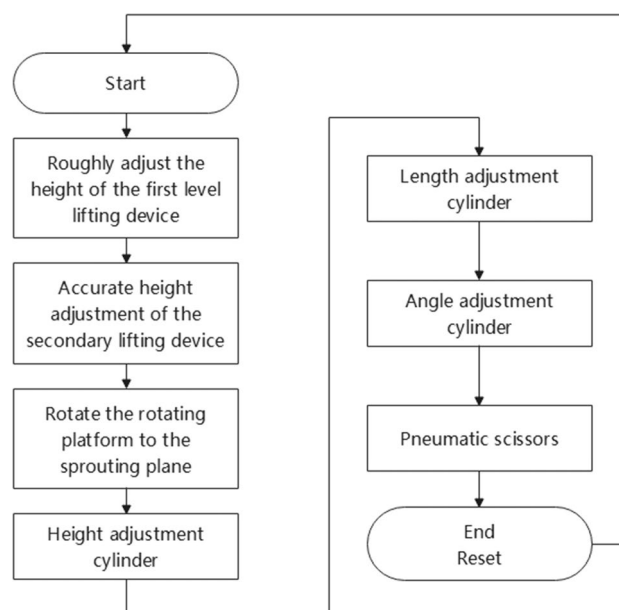 Start
Roughly adjust the
height of the first level
lifting device
Accurate height
adjustment of the
secondary lifting device
Rotate the rotating
platform to the
sprouting plane
Height adjustment
cylinder
Length adjustment
cylinder
Angle adjustment
cylinder
Pneumatic scissors
End
Reset